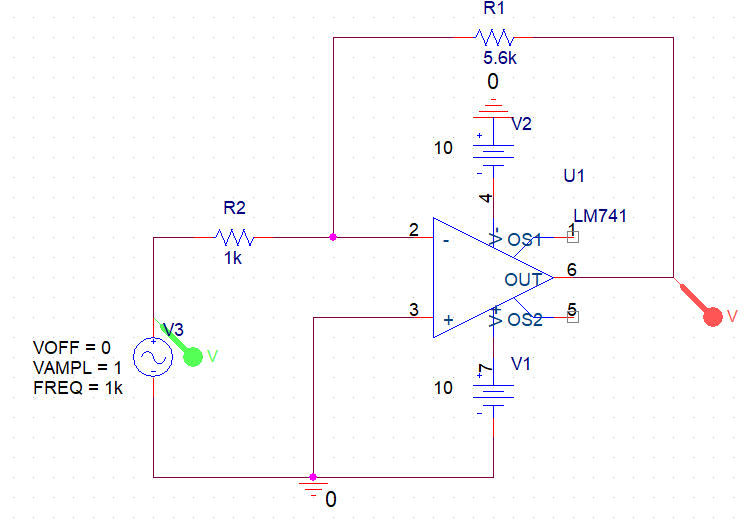 R1
5.6k
0
V2
+
10
-
4
U1
LM741
R2
1k
2
-
V-
OS1
1
OUT
6
3
+
V+
OS2
5
V
V3
+
-
V
VOFF = 0
VAMPL = 1
FREQ = 1k
7
V1
+
10
-
0